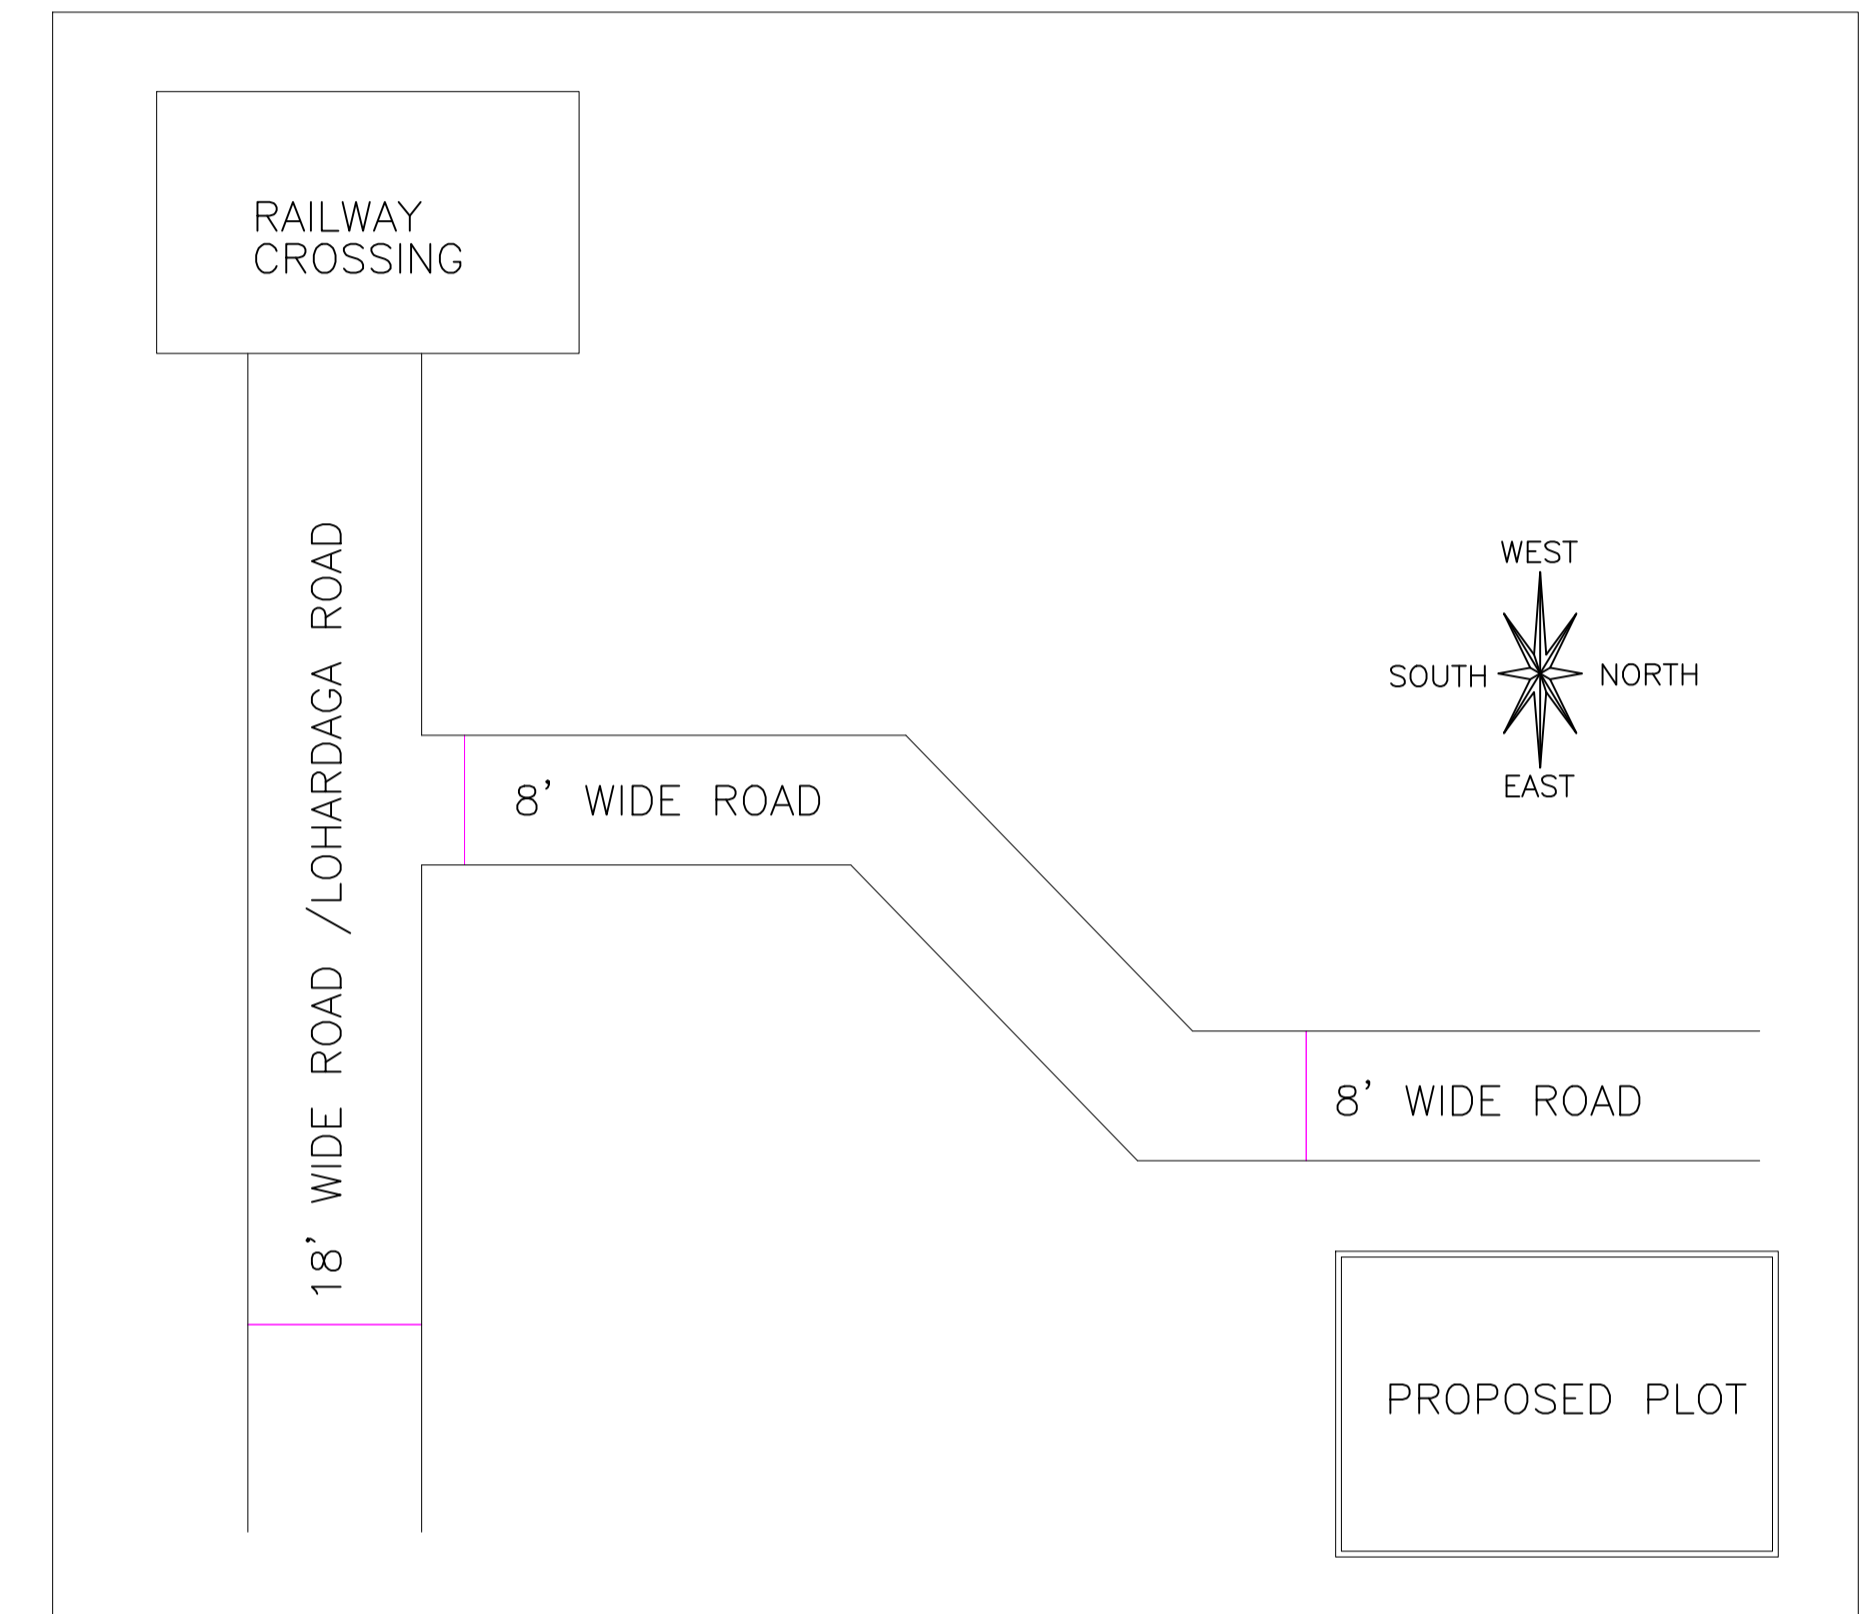 RAILWAY
CROSSING
18' WIDE ROAD /LOHARDAGA ROAD
8' WIDE ROAD
WEST
SOUTH
NORTH
EAST
8' WIDE ROAD
PROPOSED PLOT